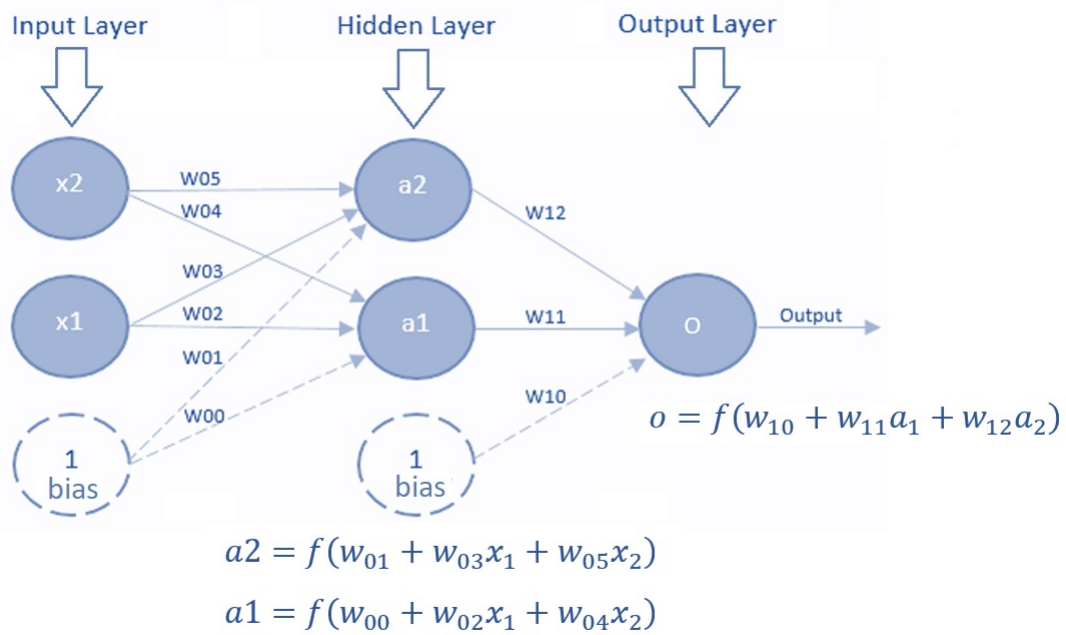 Input Layer
Hidden Layer
Output Layer
x2
W05
a2
W04
W12
W03
x1
W02
a1
W11
O
Output
W01
W00
W10
o = f(w₁₀ + w₁₁a₁ + w₁₂a₂)
1
bias
1
bias
a2 = f(w₀₁ + w₀₃x₁ + w₀₅x₂)
a1 = f(w₀₀ + w₀₂x₁ + w₀₄x₂)